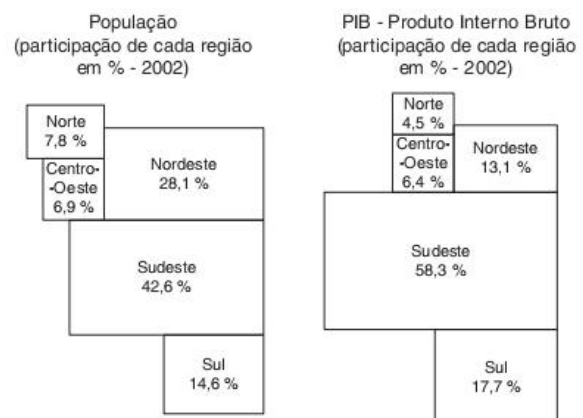 População
(participação de cada região
em % - 2002)
Norte
7,8 %
Centro-
-Oeste
6,9 %
Nordeste
28,1 %
Sudeste
42,6 %
Sul
14,6 %
PIB - Produto Interno Bruto
(participação de cada região
em % - 2002)
Norte
4,5 %
Centro-
-Oeste
6,4 %
Nordeste
13,1 %
Sudeste
58,3 %
Sul
17,7 %